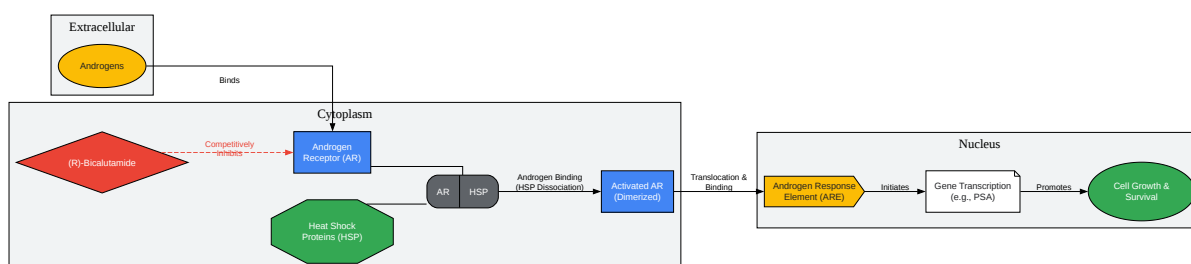 Extracellular
Androgens
Binds
Cytoplasm
(R)-Bicalutamide
Competitively
Inhibits
Androgen
Receptor (AR)
AR
HSP
Heat Shock
Proteins (HSP)
Androgen Binding
(HSP Dissociation)
Activated AR
(Dimerized)
Translocation &
Binding
Nucleus
Androgen Response
Element (ARE)
Initiates
Gene Transcription
(e.g., PSA)
Promotes
Cell Growth &
Survival